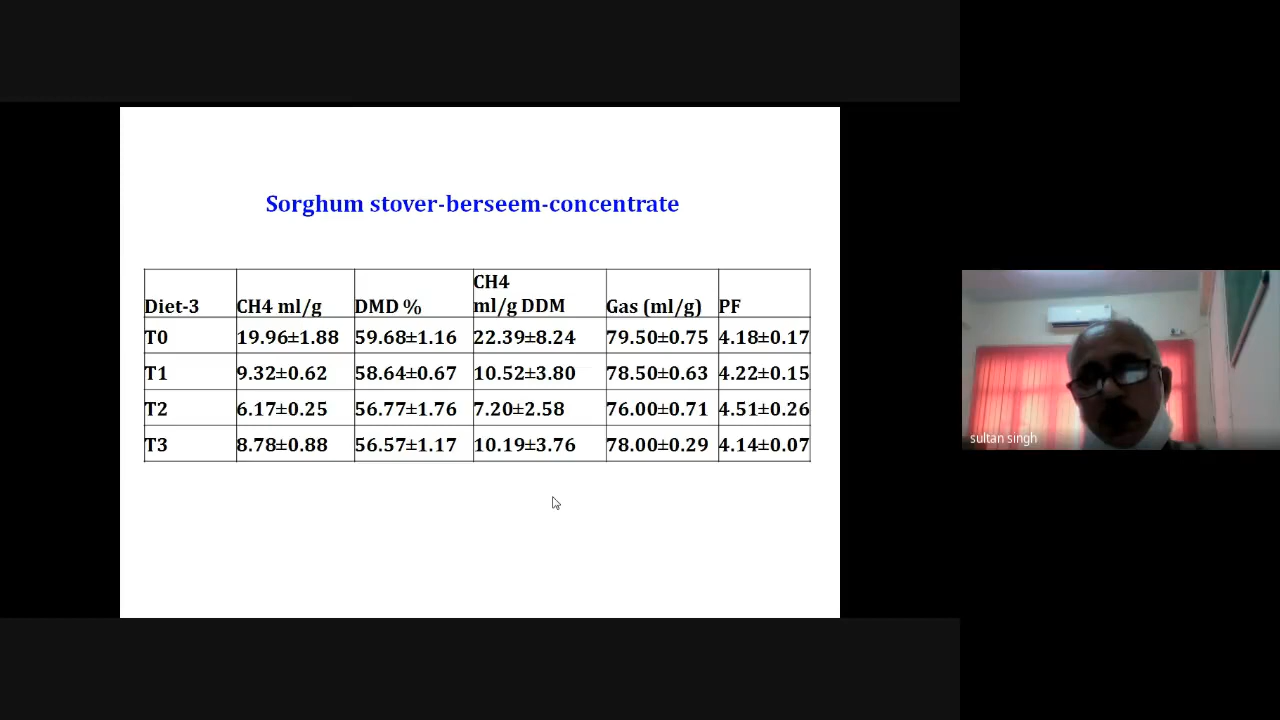 Sorghum stover-berseem-concentrate
Diet-3 CH4 ml/g DMD % CH4 ml/g DDM Gas (ml/g) PF
T0 19.96±1.88 59.68±1.16 22.39±8.24 79.50±0.75 4.18±0.17
T1 9.32±0.62 58.64±0.67 10.52±3.80 78.50±0.63 4.22±0.15
T2 6.17±0.25 56.77±1.76 7.20±2.58 76.00±0.71 4.51±0.26
T3 8.78±0.88 56.57±1.17 10.19±3.76 78.00±0.29 4.14±0.07
sultan singh